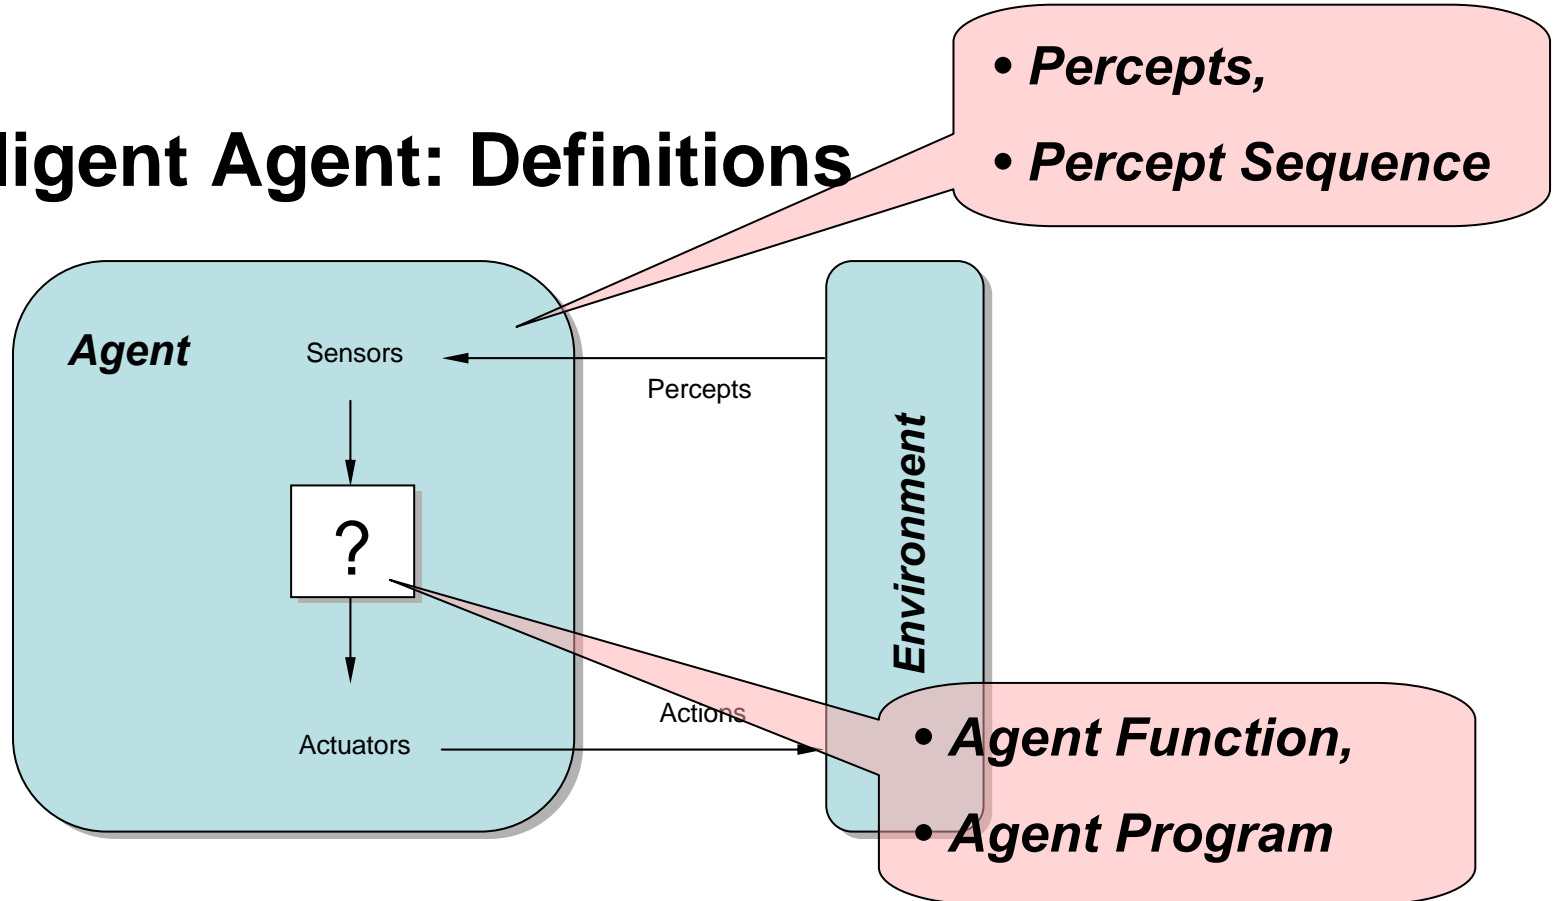 • Percepts,
• Percept Sequence
ligent Agent: Definitions
Agent
Sensors
Percepts
?
Environment
Actions
Actuators
• Agent Function,
• Agent Program